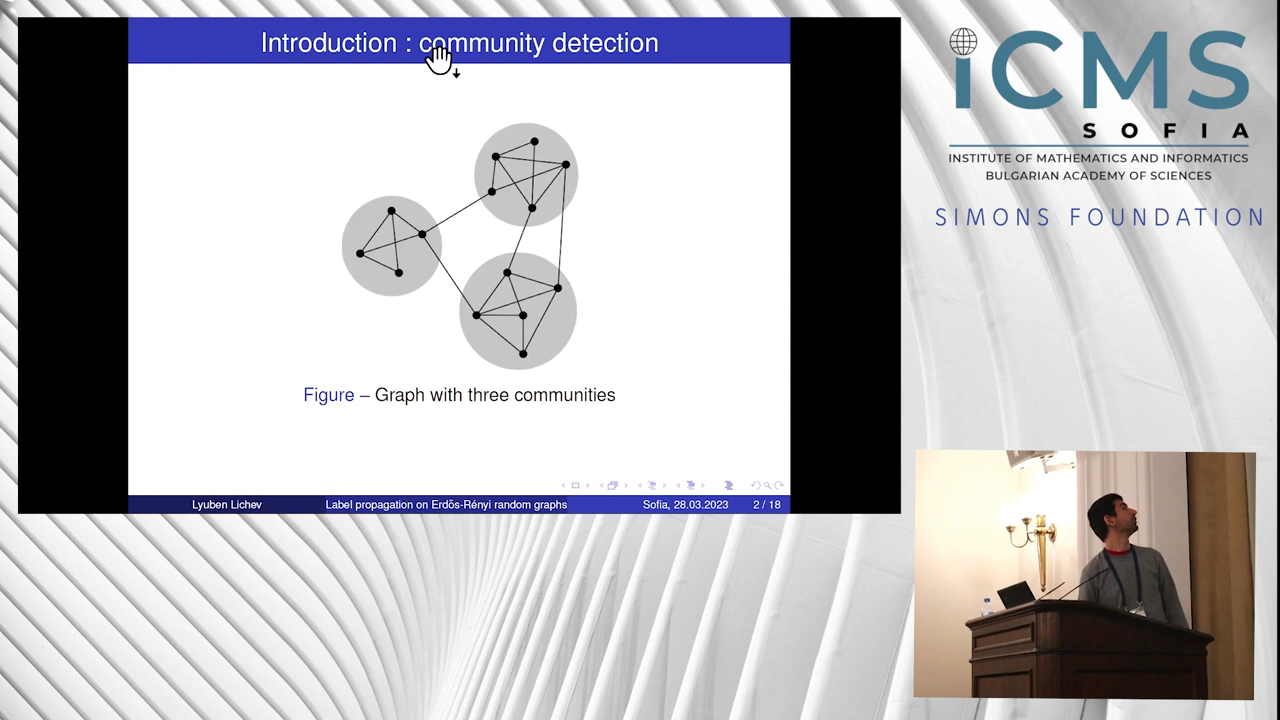 Introduction : community detection
Figure – Graph with three communities
Lyuben Lichev
Label propagation on Erdős-Rényi random graphs
Sofia, 28.03.2023
2 / 18
iCMS
SOFIA
INSTITUTE OF MATHEMATICS AND INFORMATICS
BULGARIAN ACADEMY OF SCIENCES
SIMONS FOUNDATION